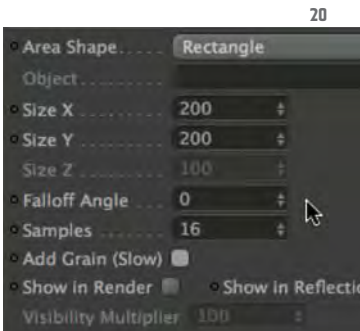 20
Area Shape..... Rectangle
Object..........
Size X ......... 200
Size Y ......... 200
Size Z ......... 100
Falloff Angle .. 0
Samples ....... 16
Add Grain (Slow)
Show in Render Show in Reflectio
Visibility Multiplier 100